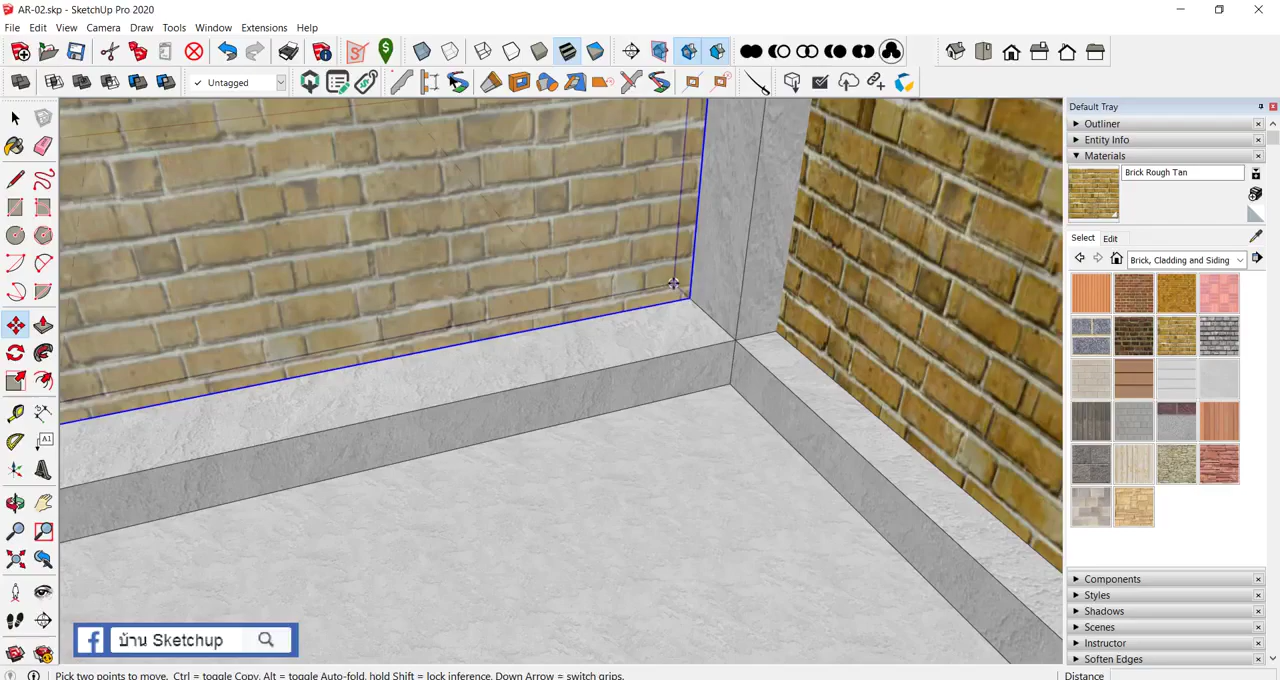 AR-02.skp - SketchUp Pro 2020
File Edit View Camera Draw Tools Window Extensions Help
Untagged
Default Tray
Outliner
Entity Info
Materials
Brick Rough Tan
Select Edit
Brick, Cladding and Siding
A1
Components
Styles
Shadows
Scenes
Instructor
Soften Edges
f บ้าน Sketchup
Pick two points to move. Ctrl = toggle Copy, Alt = toggle Auto-fold, hold Shift = lock inference, Down Arrow = switch grips.
Distance